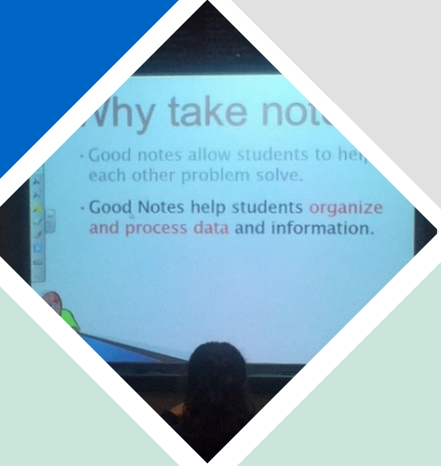 Why take not
· Good notes allow students to hel
each other problem solve.
· Good Notes help students organize
and process data and information.